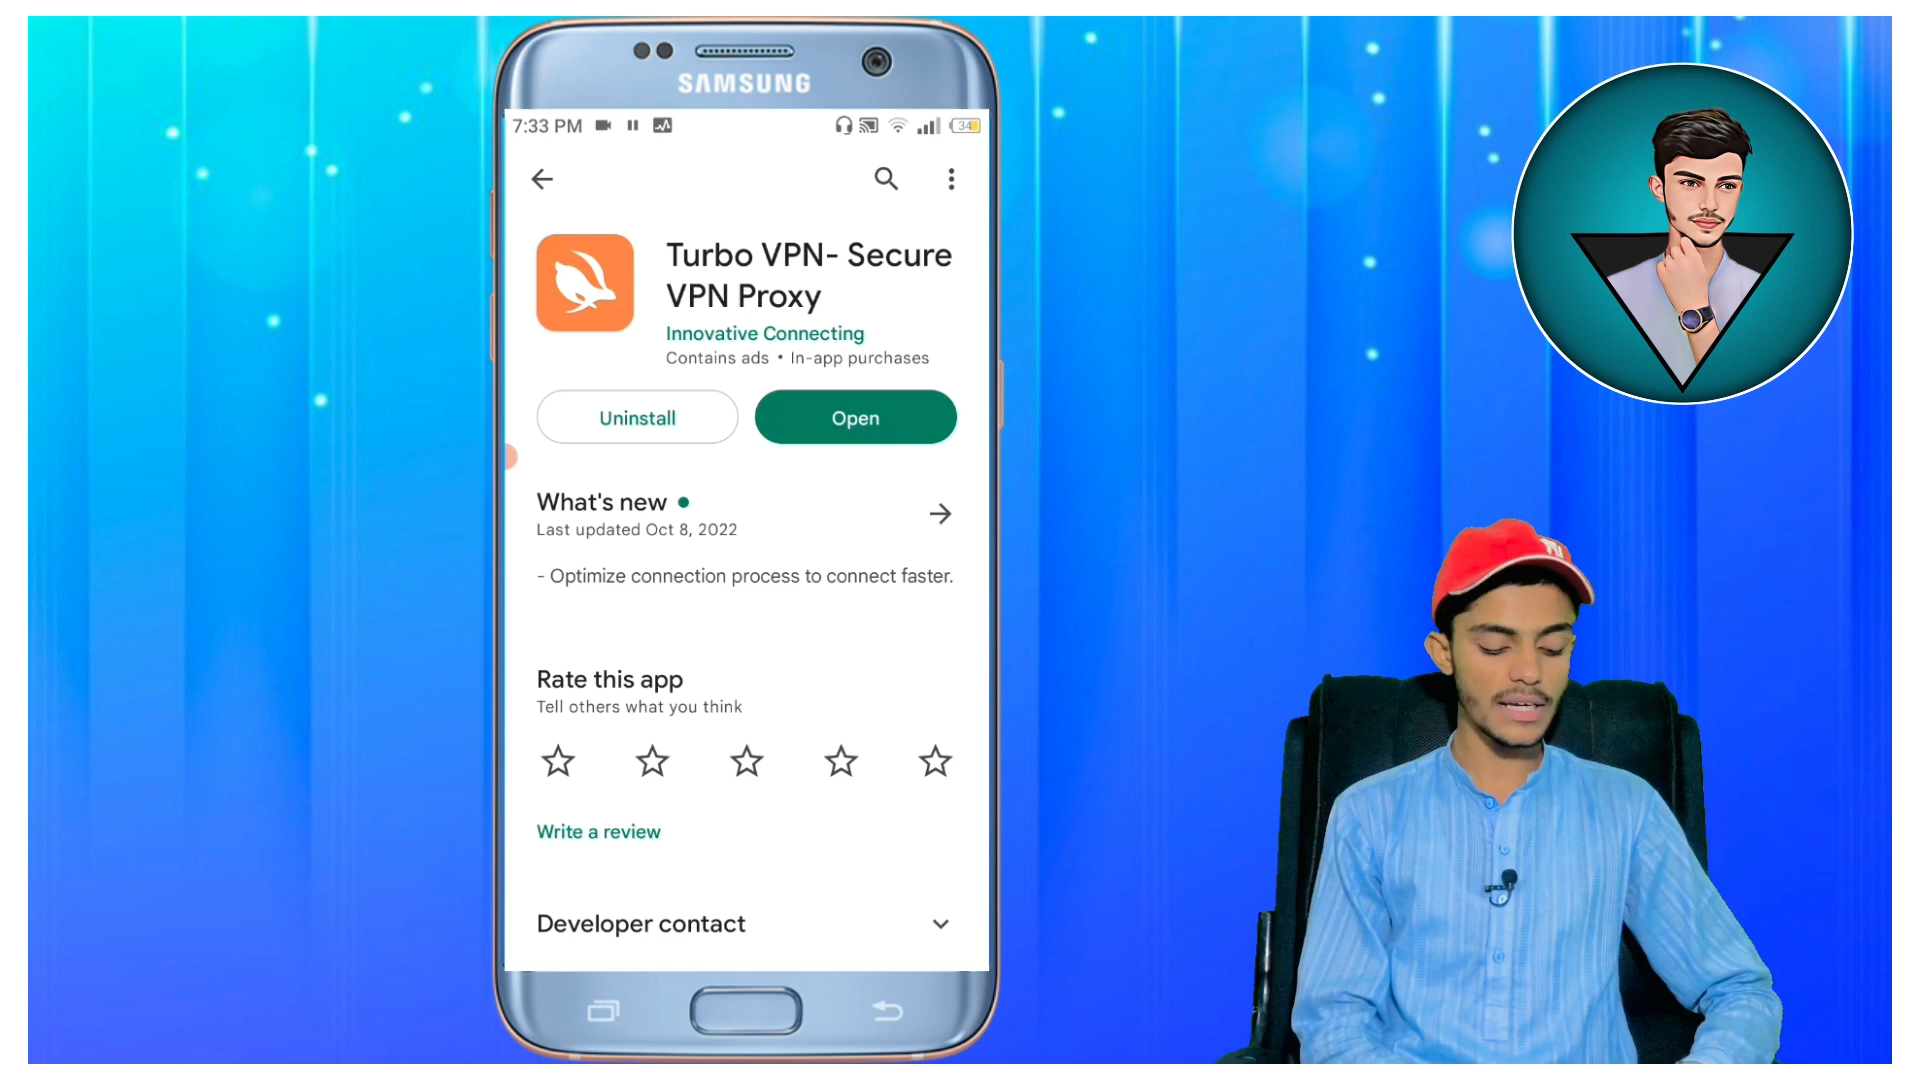 SAMSUNG
7:33 PM
34
Turbo VPN- Secure
VPN Proxy
Innovative Connecting
Contains ads • In-app purchases
Uninstall
Open
What's new
Last updated Oct 8, 2022
- Optimize connection process to connect faster.
Rate this app
Tell others what you think
Write a review
Developer contact